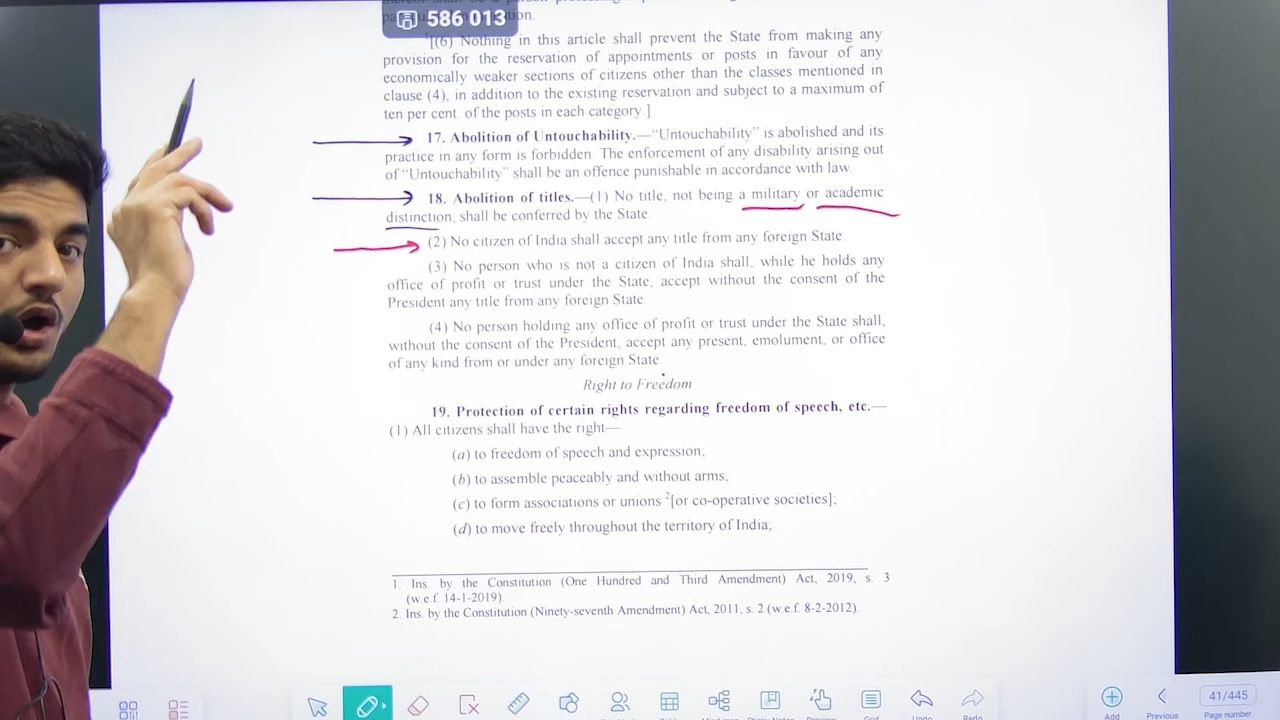 586 013
[(6) Nothing in this article shall prevent the State from making any
provision for the reservation of appointments or posts in favour of any
economically weaker sections of citizens other than the classes mentioned in
clause (4), in addition to the existing reservation and subject to a maximum of
ten per cent. of the posts in each category.]
17. Abolition of Untouchability.—"Untouchability" is abolished and its
practice in any form is forbidden. The enforcement of any disability arising out
of "Untouchability" shall be an offence punishable in accordance with law.
18. Abolition of titles.—(1) No title, not being a military or academic
distinction, shall be conferred by the State.
(2) No citizen of India shall accept any title from any foreign State.
(3) No person who is not a citizen of India shall, while he holds any
office of profit or trust under the State, accept without the consent of the
President any title from any foreign State.
(4) No person holding any office of profit or trust under the State shall,
without the consent of the President, accept any present, emolument, or office
of any kind from or under any foreign State.
Right to Freedom
19. Protection of certain rights regarding freedom of speech, etc.—
(1) All citizens shall have the right—
(a) to freedom of speech and expression;
(b) to assemble peaceably and without arms;
(c) to form associations or unions 2[or co-operative societies];
(d) to move freely throughout the territory of India;
1. Ins. by the Constitution (One Hundred and Third Amendment) Act, 2019, s. 3
(w.e.f. 14-1-2019).
2. Ins. by the Constitution (Ninety-seventh Amendment) Act, 2011, s. 2 (w.e.f. 8-2-2012).
41/445
Add Previous Page number